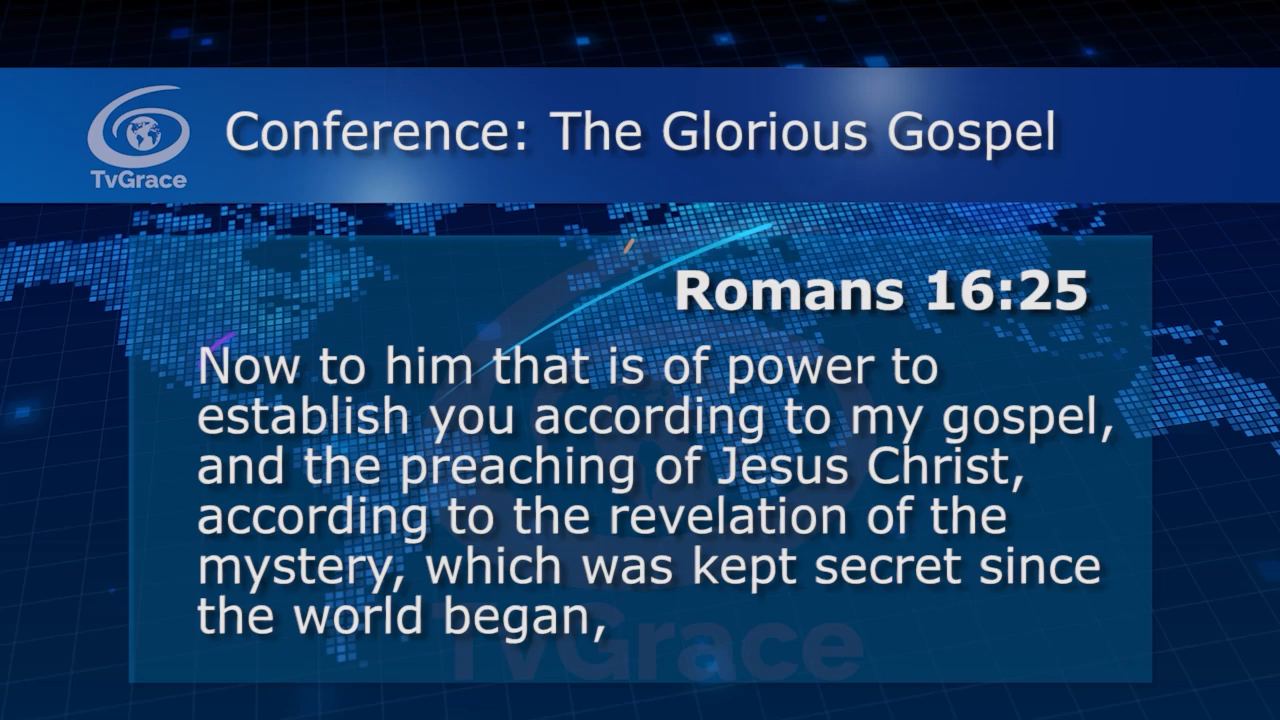 TvGrace
Conference: The Glorious Gospel
Romans 16:25
Now to him that is of power to
establish you according to my gospel,
and the preaching of Jesus Christ,
according to the revelation of the
mystery, which was kept secret since
the world began,
TvGrace